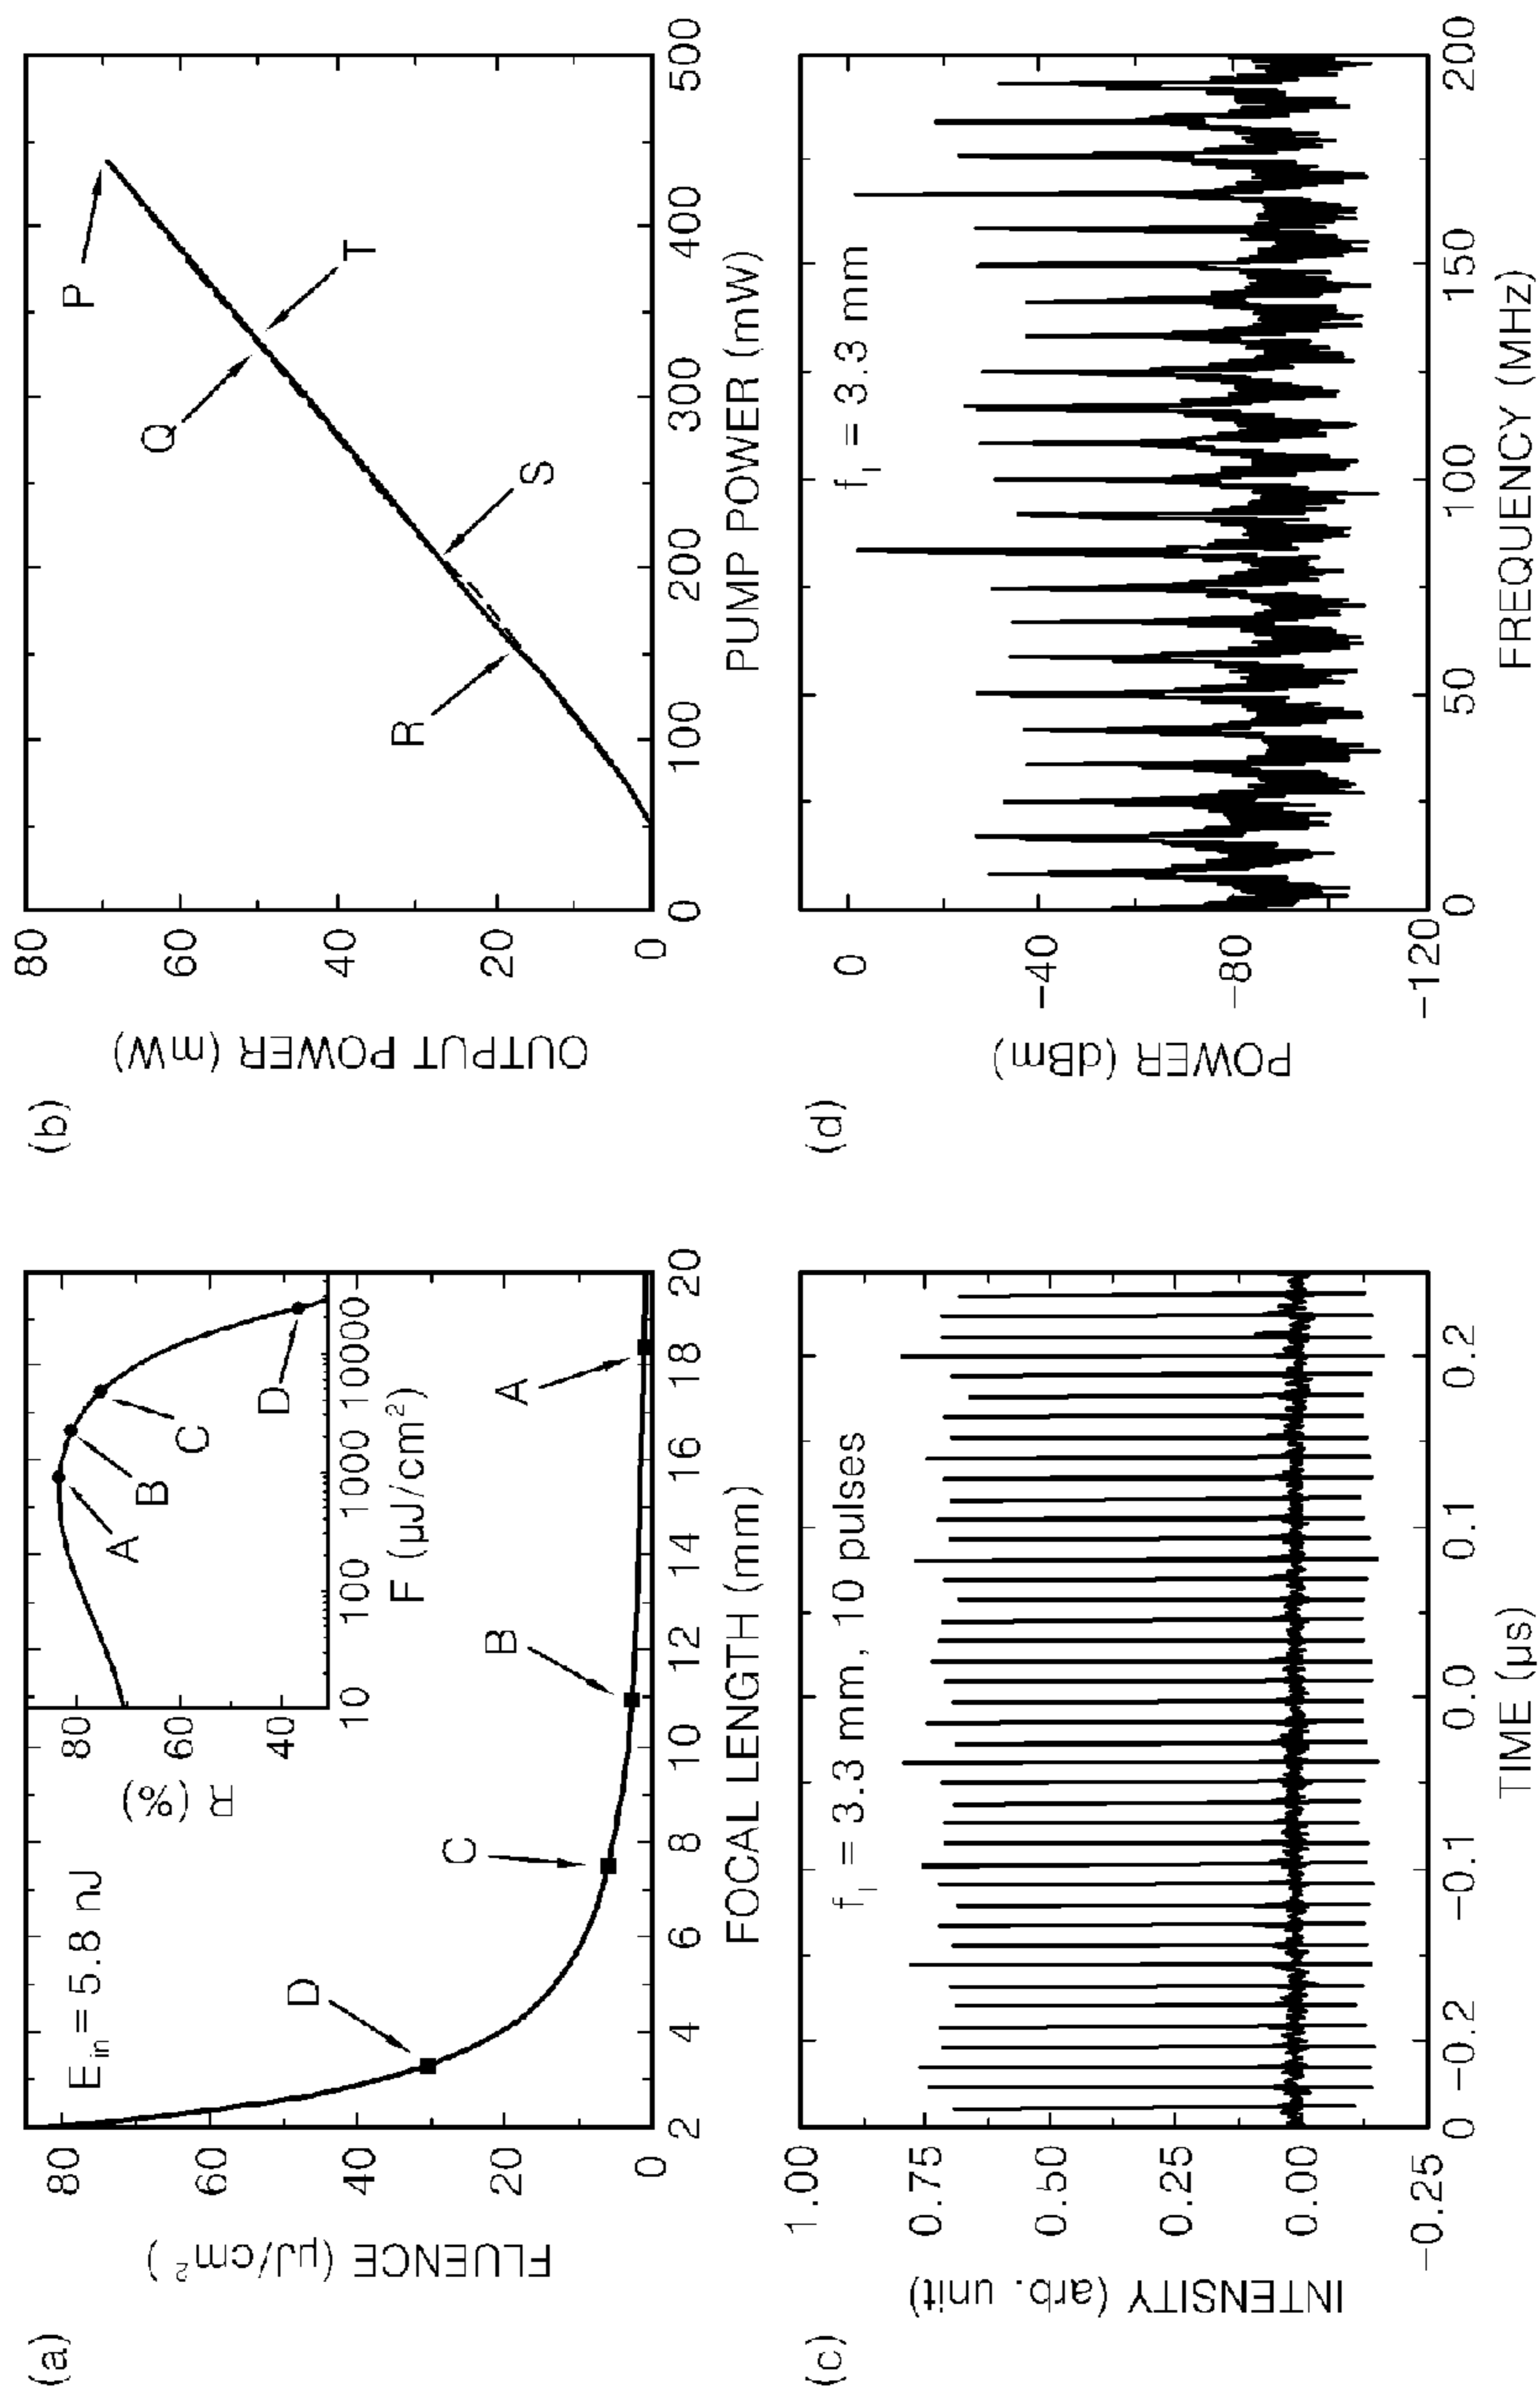 (a)
E_in = 5.8 nJ
FLUENCE (μJ/cm²)
80
60
40
20
0
2
4
6
8
10
12
14
16
18
20
FOCAL LENGTH (mm)
D
C
B
A
R (%)
80
60
40
10
100
1000
10000
F (μJ/cm²)
A
B
C
D
(b)
OUTPUT POWER (mW)
80
60
40
20
0
0
100
200
300
400
500
PUMP POWER (mW)
P
Q
T
R
S
(c)
f_l = 3.3 mm, 10 pulses
INTENSITY (arb. unit)
1.00
0.75
0.50
0.25
0.00
-0.25
0
-0.2
-0.1
0.0
0.1
0.2
TIME (μs)
(d)
f_l = 3.3 mm
POWER (dBm)
0
-40
-80
-120
0
50
100
150
200
FREQUENCY (MHz)